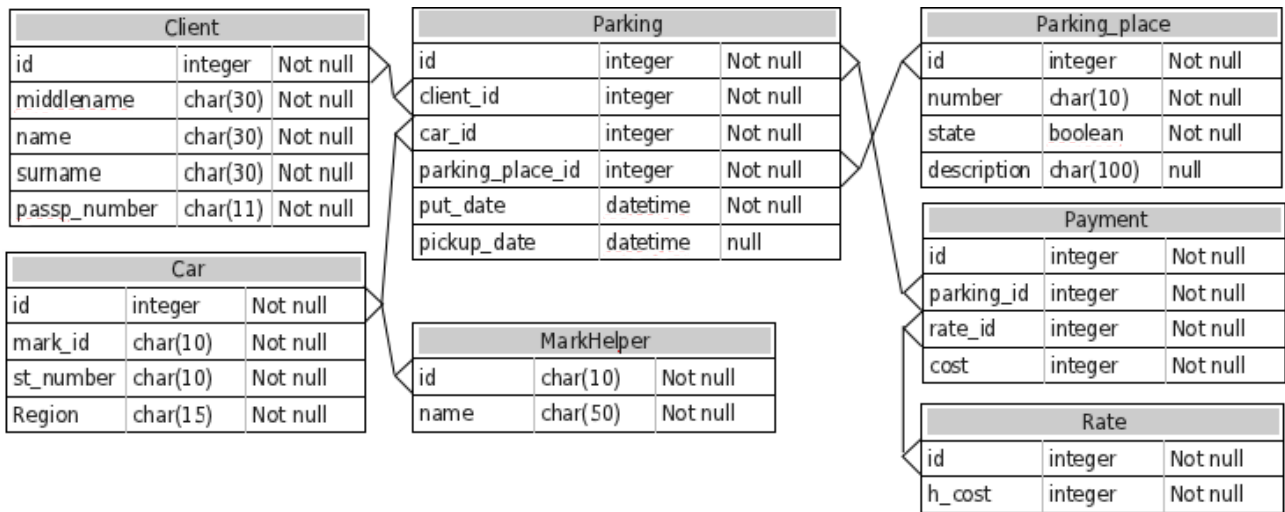 Client
id integer Not null
middlename char(30) Not null
name char(30) Not null
surname char(30) Not null
passp_number char(11) Not null
Parking
id integer Not null
client_id integer Not null
car_id integer Not null
parking_place_id integer Not null
put_date datetime Not null
pickup_date datetime null
Parking_place
id integer Not null
number char(10) Not null
state boolean Not null
description char(100) null
Car
id integer Not null
mark_id char(10) Not null
st_number char(10) Not null
Region char(15) Not null
MarkHelper
id char(10) Not null
name char(50) Not null
Payment
id integer Not null
parking_id integer Not null
rate_id integer Not null
cost integer Not null
Rate
id integer Not null
h_cost integer Not null